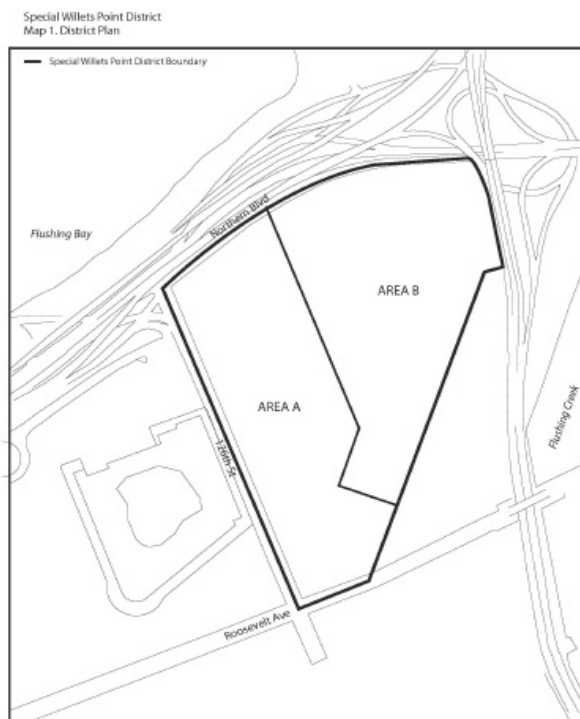 Special Willets Point District
Map 1. District Plan
Special Willets Point District Boundary
Northern Blvd
Flushing Bay
AREA B
AREA A
Flushing Creek
126th St
Roosevelt Ave